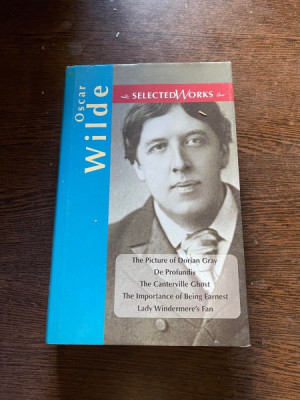 Oscar
Wilde
SELECTED WORKS
The Picture of Dorian Gray
De Profundis
The Canterville Ghost
The Importance of Being Earnest
Lady Windermere's Fan